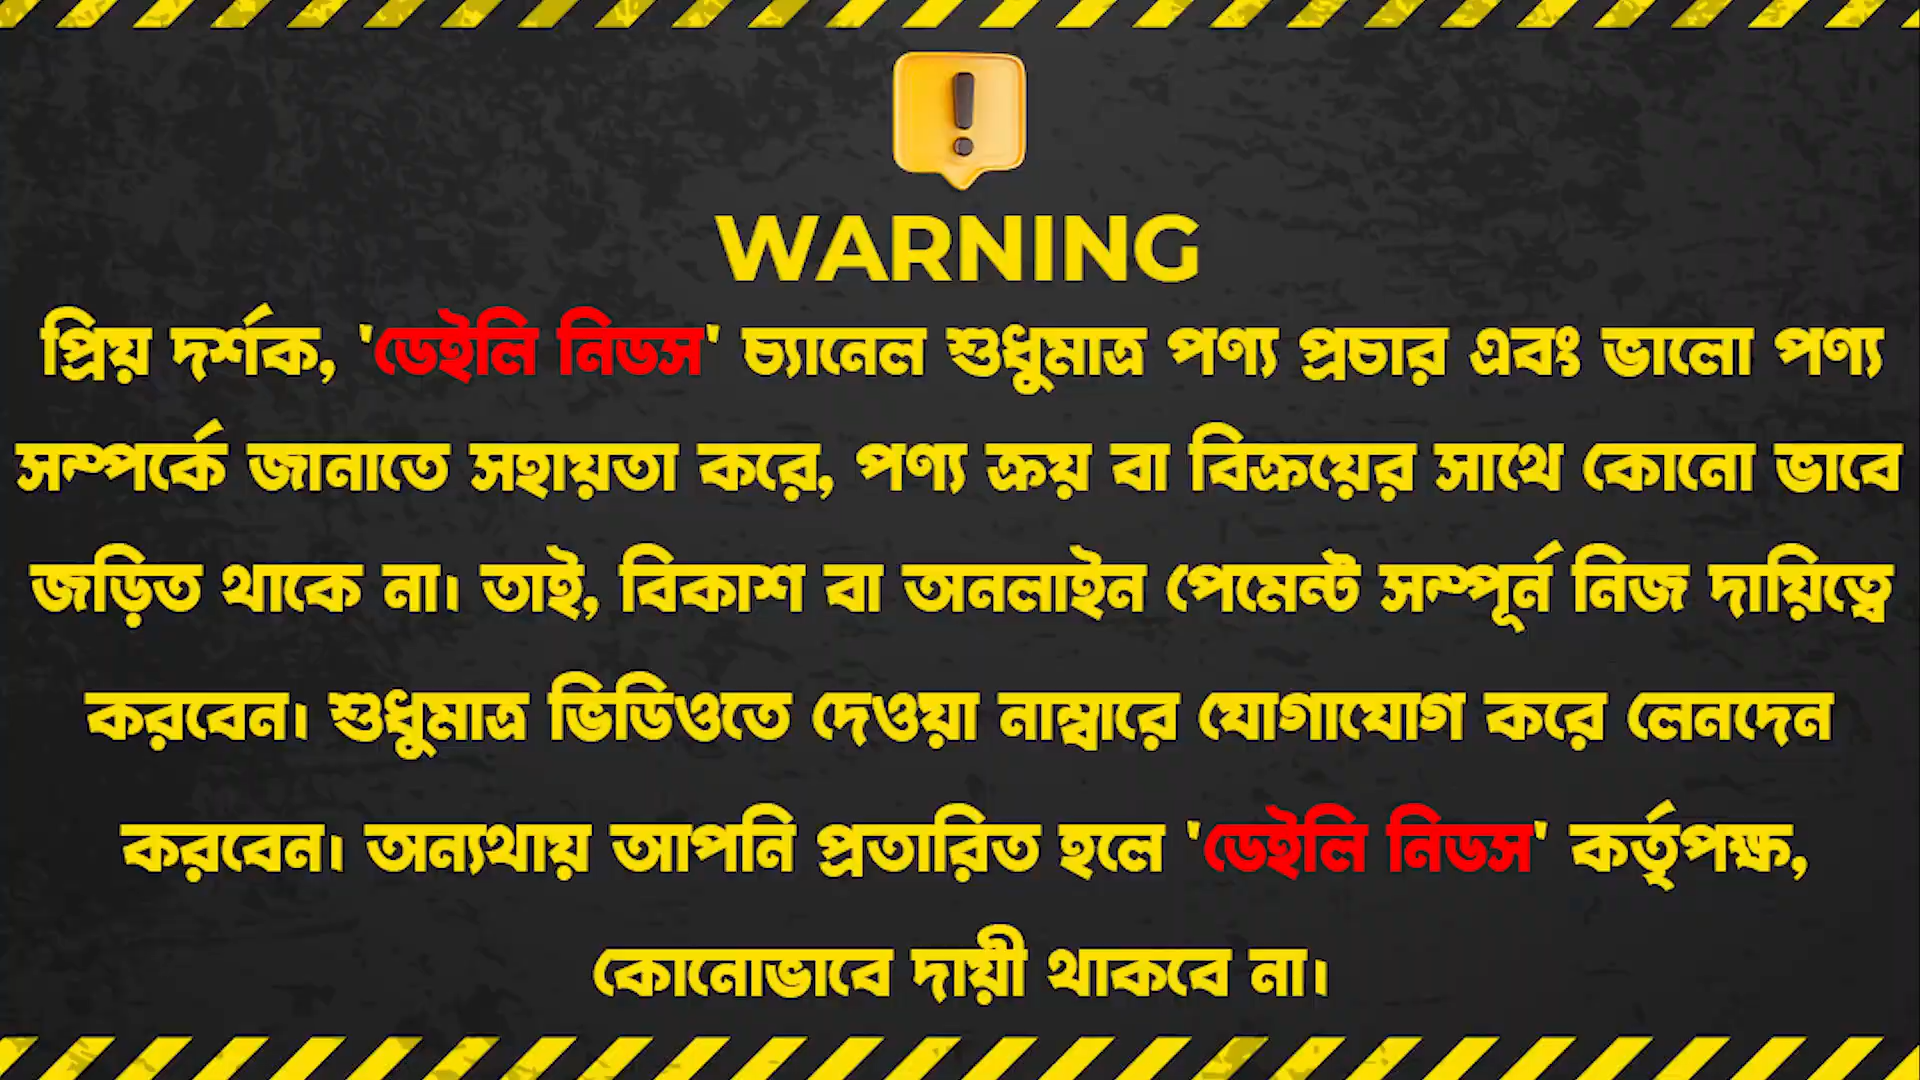 WARNING
প্রিয় দর্শক, 'ডেইলি নিডস' চ্যানেল শুধুমাত্র পণ্য প্রচার এবং ভালো পণ্য
সম্পর্কে জানাতে সহায়তা করে, পণ্য ক্রয় বা বিক্রয়ের সাথে কোনো ভাবে
জড়িত থাকে না। তাই, বিকাশ বা অনলাইন পেমেন্ট সম্পূর্ন নিজ দায়িত্বে
করবেন। শুধুমাত্র ভিডিওতে দেওয়া নাম্বারে যোগাযোগ করে লেনদেন
করবেন। অন্যথায় আপনি প্রতারিত হলে 'ডেইলি নিডস' কর্তৃপক্ষ,
কোনোভাবে দায়ী থাকবে না।